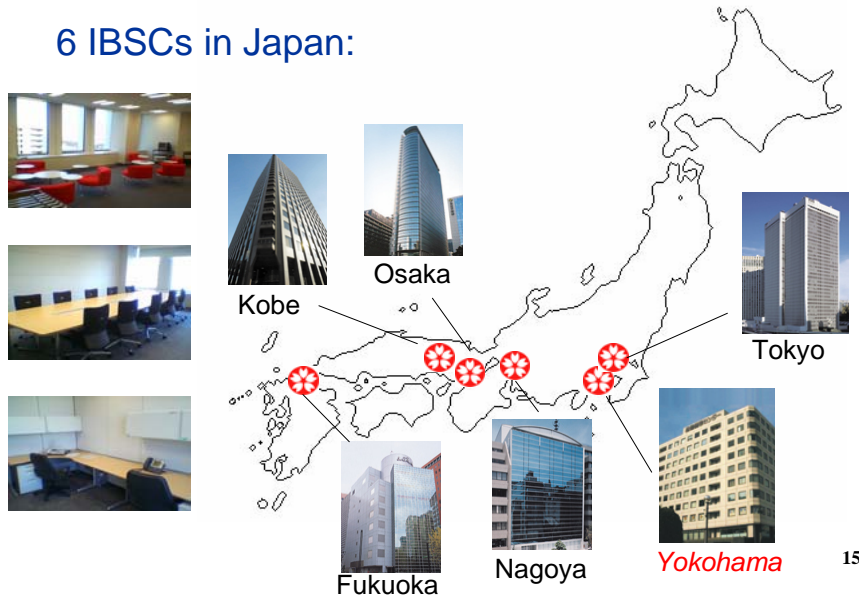 6 IBSCs in Japan:
Osaka
Kobe
Tokyo
Fukuoka
Nagoya
Yokohama
15